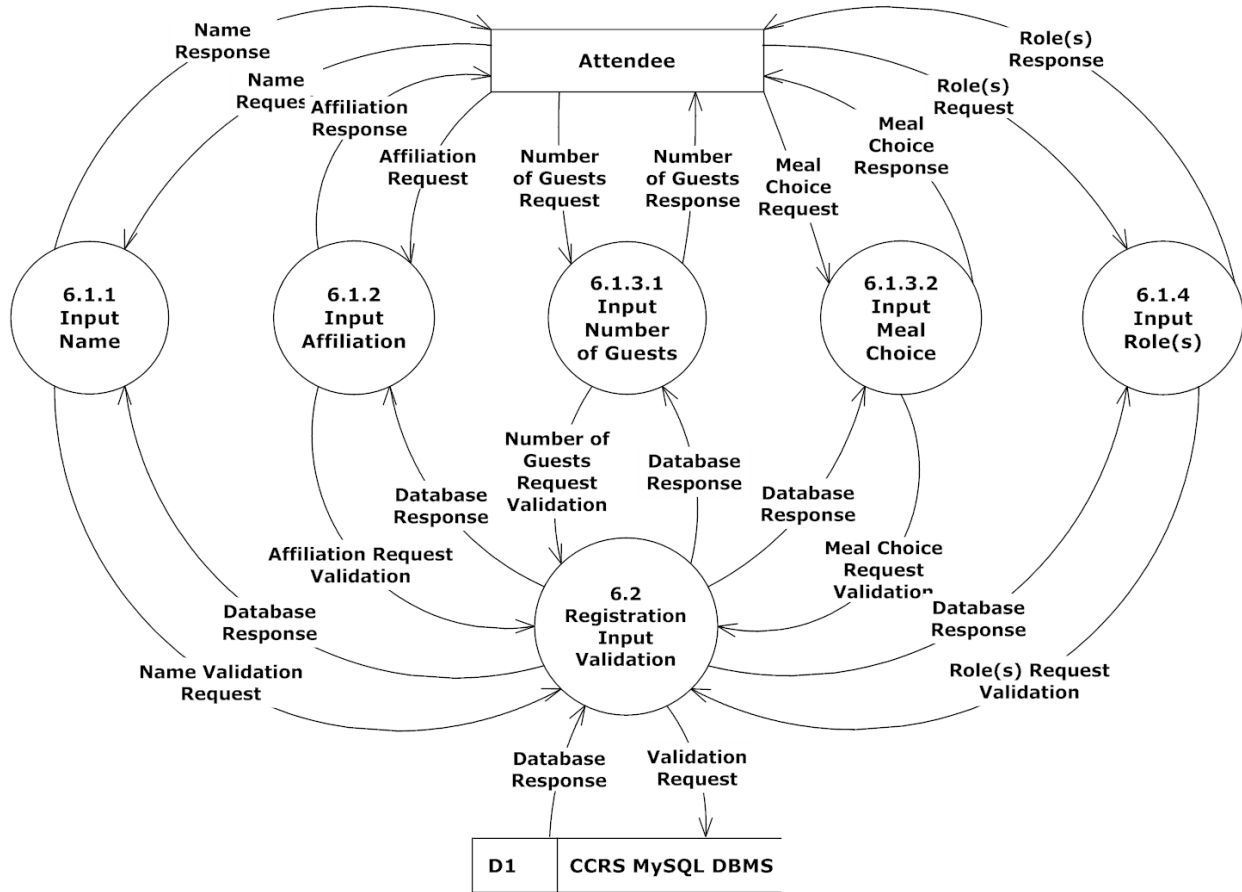 Name
Response
Name
Request
Affiliation
Response
Affiliation
Request
Attendee
Number
of Guests
Request
Number
of Guests
Response
Meal
Choice
Request
Meal
Choice
Response
Role(s)
Request
Role(s)
Response
6.1.1
Input
Name
6.1.2
Input
Affiliation
6.1.3.1
Input
Number
of Guests
6.1.3.2
Input
Meal
Choice
6.1.4
Input
Role(s)
Number of
Guests
Request
Validation
Database
Response
Database
Response
Database
Response
Affiliation Request
Validation
Meal Choice
Request
Validation
Database
Response
Database
Response
Name Validation
Request
Role(s) Request
Validation
6.2
Registration
Input
Validation
Database
Response
Validation
Request
D1
CCRS MySQL DBMS